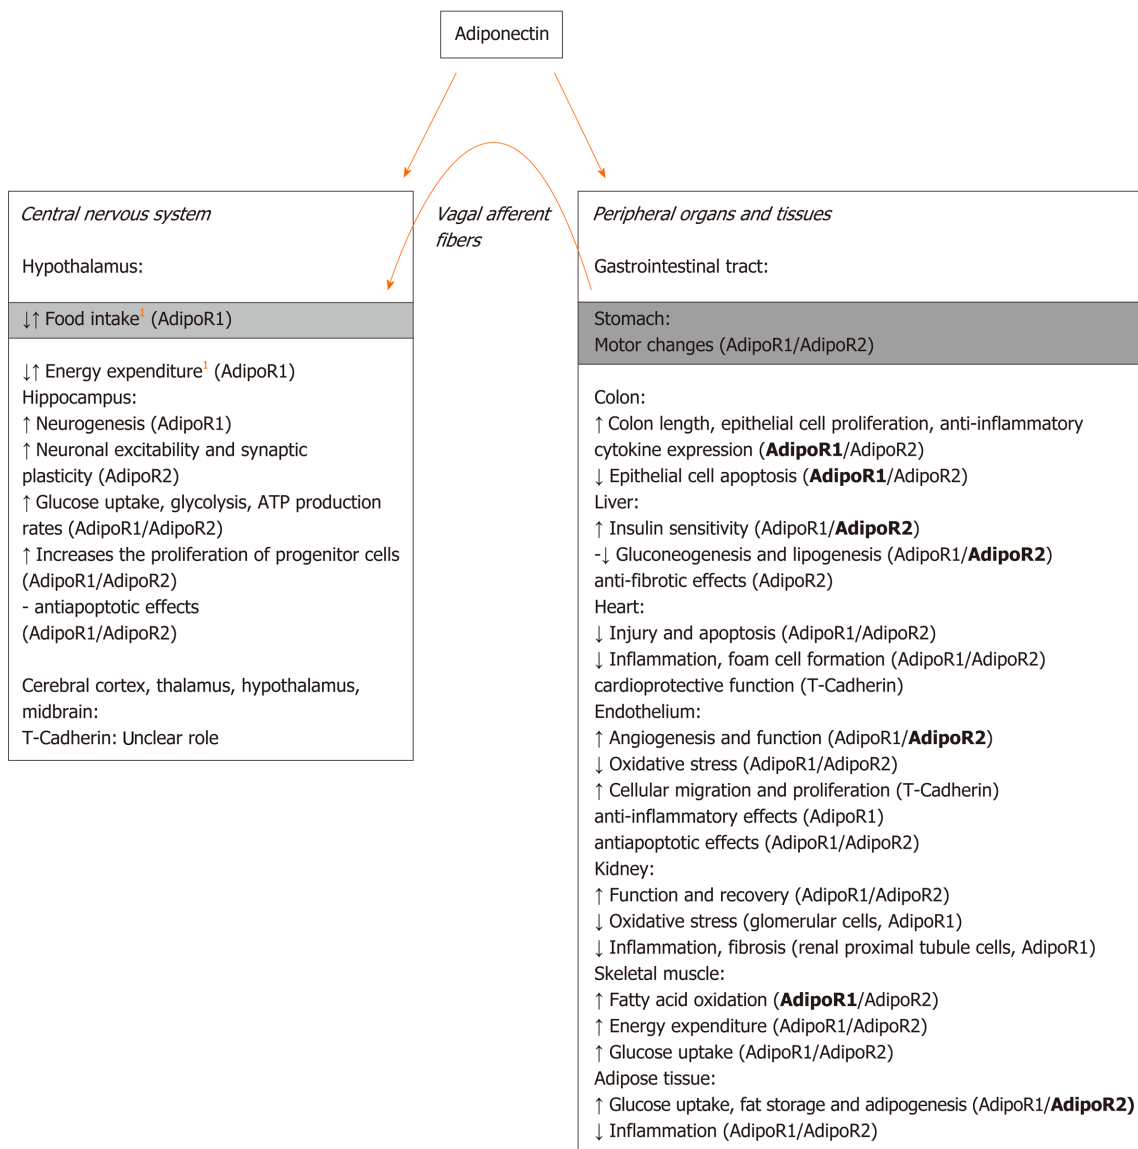 Adiponectin
Central nervous system
Hypothalamus:
↓↑ Food intake¹ (AdipoR1)
↓↑ Energy expenditure¹ (AdipoR1)
Hippocampus:
↑ Neurogenesis (AdipoR1)
↑ Neuronal excitability and synaptic
plasticity (AdipoR2)
↑ Glucose uptake, glycolysis, ATP production
rates (AdipoR1/AdipoR2)
↑ Increases the proliferation of progenitor cells
(AdipoR1/AdipoR2)
- antiapoptotic effects
(AdipoR1/AdipoR2)
Cerebral cortex, thalamus, hypothalamus,
midbrain:
T-Cadherin: Unclear role
Vagal afferent
fibers
Peripheral organs and tissues
Gastrointestinal tract:
Stomach:
Motor changes (AdipoR1/AdipoR2)
Colon:
↑ Colon length, epithelial cell proliferation, anti-inflammatory
cytokine expression (AdipoR1/AdipoR2)
↓ Epithelial cell apoptosis (AdipoR1/AdipoR2)
Liver:
↑ Insulin sensitivity (AdipoR1/AdipoR2)
-↓ Gluconeogenesis and lipogenesis (AdipoR1/AdipoR2)
anti-fibrotic effects (AdipoR2)
Heart:
↓ Injury and apoptosis (AdipoR1/AdipoR2)
↓ Inflammation, foam cell formation (AdipoR1/AdipoR2)
cardioprotective function (T-Cadherin)
Endothelium:
↑ Angiogenesis and function (AdipoR1/AdipoR2)
↓ Oxidative stress (AdipoR1/AdipoR2)
↑ Cellular migration and proliferation (T-Cadherin)
anti-inflammatory effects (AdipoR1)
antiapoptotic effects (AdipoR1/AdipoR2)
Kidney:
↑ Function and recovery (AdipoR1/AdipoR2)
↓ Oxidative stress (glomerular cells, AdipoR1)
↓ Inflammation, fibrosis (renal proximal tubule cells, AdipoR1)
Skeletal muscle:
↑ Fatty acid oxidation (AdipoR1/AdipoR2)
↑ Energy expenditure (AdipoR1/AdipoR2)
↑ Glucose uptake (AdipoR1/AdipoR2)
Adipose tissue:
↑ Glucose uptake, fat storage and adipogenesis (AdipoR1/AdipoR2)
↓ Inflammation (AdipoR1/AdipoR2)